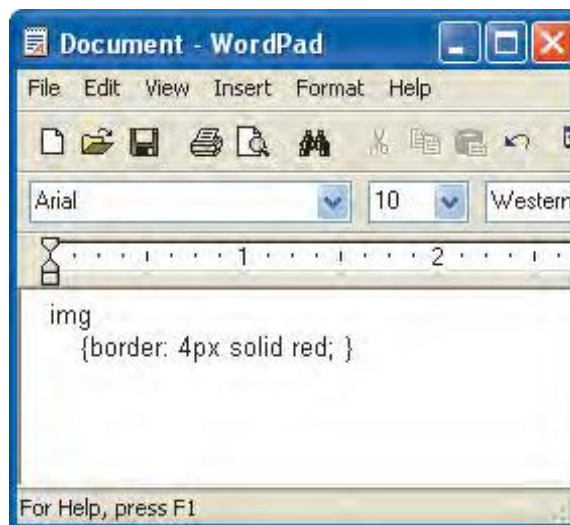 Document - WordPad
File Edit View Insert Format Help
Arial 10 Western
1 2
img
{border: 4px solid red; }
For Help, press F1